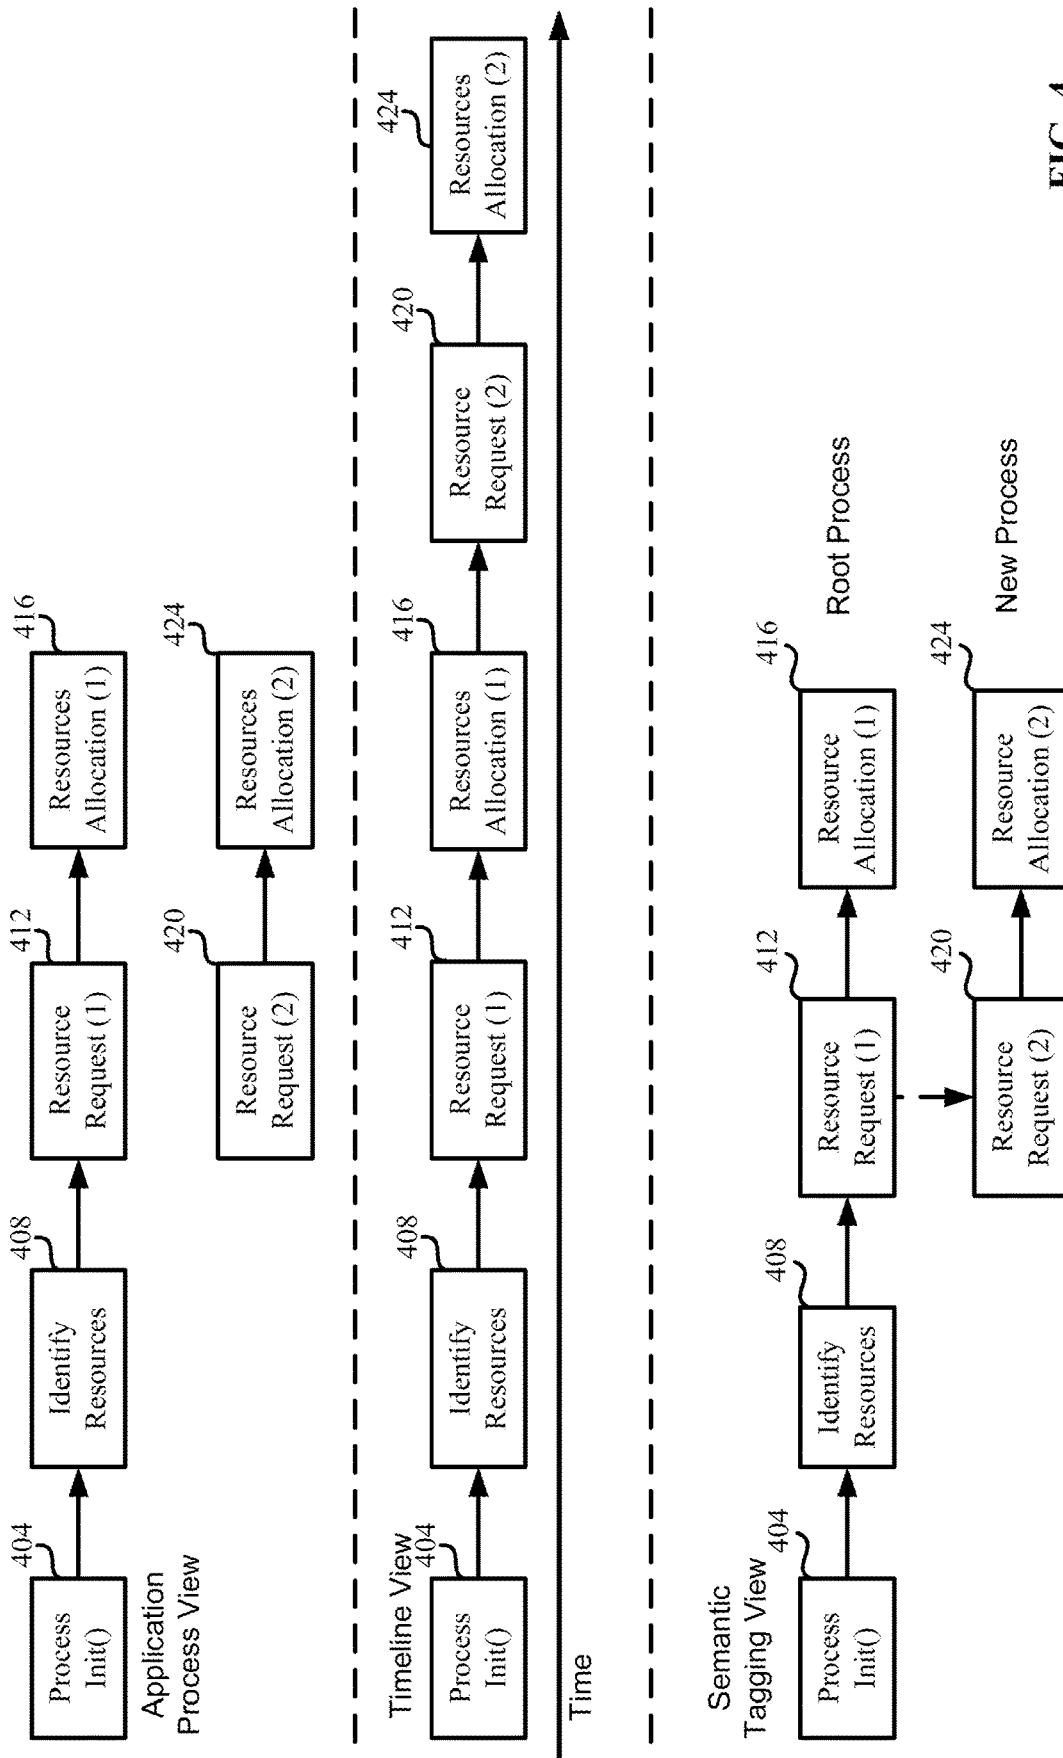 404
Process
Init()
408
Identify
Resources
412
Resource
Request (1)
416
Resources
Allocation (1)
420
Resource
Request (2)
424
Resources
Allocation (2)
Application
Process View
Timeline View
404
Process
Init()
408
Identify
Resources
412
Resource
Request (1)
416
Resources
Allocation (1)
420
Resource
Request (2)
424
Resources
Allocation (2)
Time
Semantic
Tagging View
404
Process
Init()
408
Identify
Resources
412
Resource
Request (1)
416
Resource
Allocation (1)
Root Process
420
Resource
Request (2)
424
Resource
Allocation (2)
New Process
FIG. 4